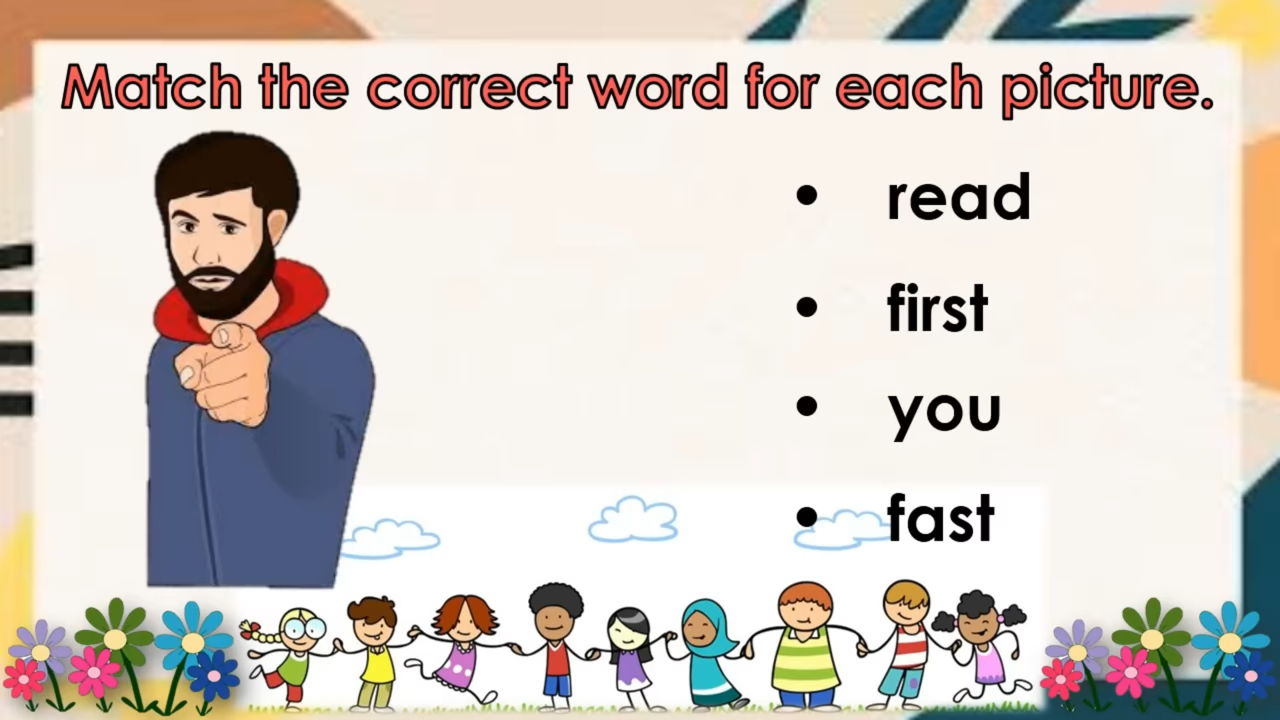 Match the correct word for each picture.
• read
• first
• you
• fast